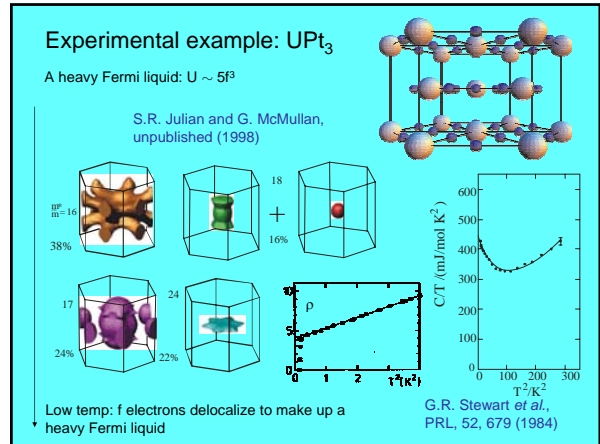 Experimental example: UPt₃
A heavy Fermi liquid: U ∼ 5f³
S.R. Julian and G. McMullan,
unpublished (1998)
m*
m =16
38%
18
+
16%
17
24%
24
22%
10
5
0
ρ
0
1
2
3
T²(K²)
C/T / (mJ/mol K²)
600
500
400
300
200
100
0
0
100
200
300
T²/K²
Low temp: f electrons delocalize to make up a
heavy Fermi liquid
G.R. Stewart et al.,
PRL, 52, 679 (1984)